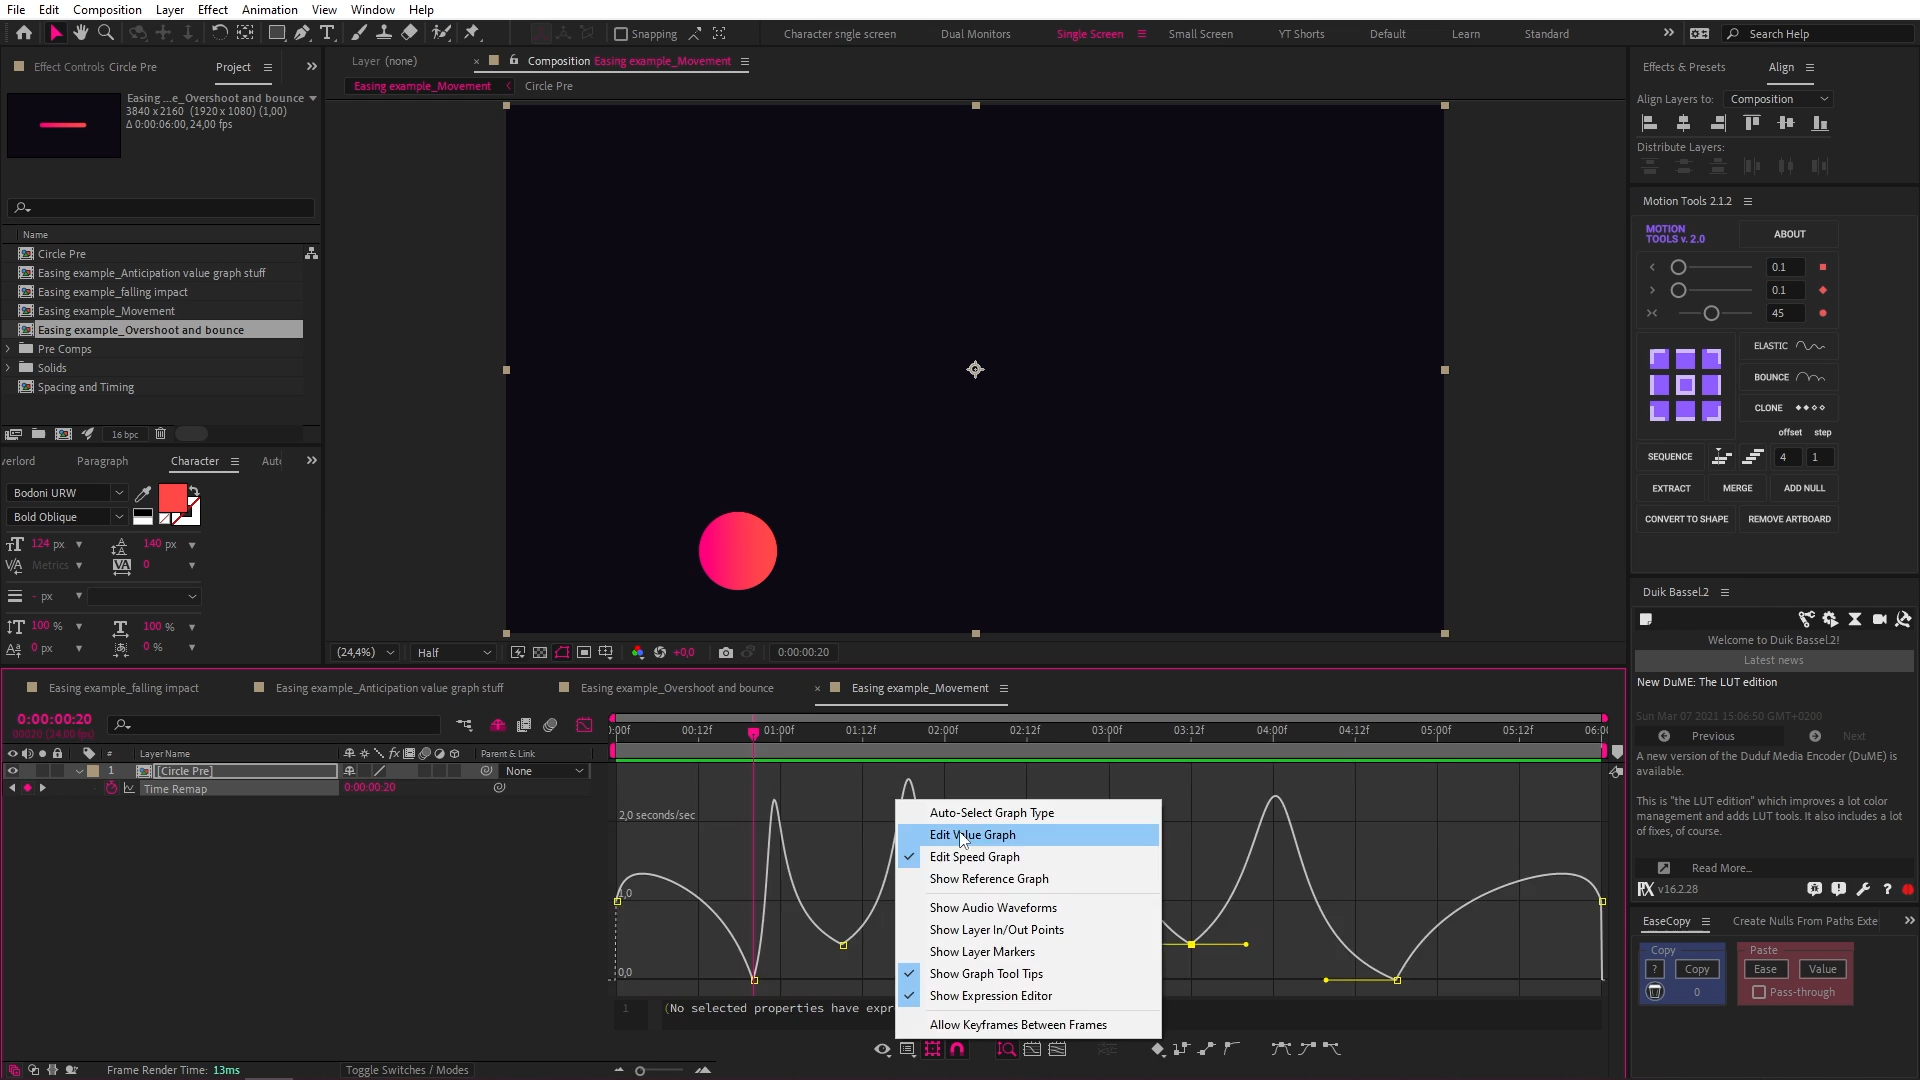 File Edit Composition Layer Effect Animation View Window Help
Snapping
Character sngle screen Dual Monitors Single Screen Small Screen YT Shorts Default Learn Standard
Search Help
Effect Controls Circle Pre Project
Layer (none)
Composition Easing example_Movement
Effects & Presets Align
Easing ...e_Overshoot and bounce
3840 x 2160 (1920 x 1080) (1,00)
Δ 0:00:06:00, 24,00 fps
Easing example_Movement Circle Pre
Align Layers to: Composition
Distribute Layers:
Name
Circle Pre
Easing example_Anticipation value graph stuff
Easing example_falling impact
Easing example_Movement
Easing example_Overshoot and bounce
Pre Comps
Solids
Spacing and Timing
16 bpc
Motion Tools 2.1.2
MOTION
TOOLS v. 2.0
ABOUT
0.1
0.1
45
ELASTIC
BOUNCE
CLONE
offset step
SEQUENCE 4 1
EXTRACT MERGE ADD NULL
CONVERT TO SHAPE REMOVE ARTBOARD
verlord Paragraph Character Aut
Bodoni URW
Bold Oblique
124 px 140 px
Metrics 0
- px
100 % 100 %
0 px 0 %
(24,4%) Half +0,0 0:00:00:20
Duik Bassel.2
Welcome to Duik Bassel.2!
Latest news
New DuME: The LUT edition
Sun Mar 07 2021 15:06:50 GMT+0200
Previous Next
A new version of the Duduf Media Encoder (DuME) is
available.
This is "the LUT edition" which improves a lot color
management and adds LUT tools. It also includes a lot
of fixes, of course.
Read More...
v16.2.28
Easing example_falling impact Easing example_Anticipation value graph stuff Easing example_Overshoot and bounce Easing example_Movement
0:00:00:20
00020 (24.00 fps)
):00f 00:12f 01:00f 01:12f 02:00f 02:12f 03:00f 03:12f 04:00f 04:12f 05:00f 05:12f 06:00
# Layer Name Parent & Link
1 [Circle Pre] None
Time Remap 0:00:00:20
2,0 seconds/sec
1,0
0,0
Auto-Select Graph Type
Edit Value Graph
Edit Speed Graph
Show Reference Graph
Show Audio Waveforms
Show Layer In/Out Points
Show Layer Markers
Show Graph Tool Tips
Show Expression Editor
Allow Keyframes Between Frames
1 (No selected properties have expr
EaseCopy Create Nulls From Paths Exte
Copy Paste
? Copy Ease Value
0 Pass-through
Frame Render Time: 13ms Toggle Switches / Modes